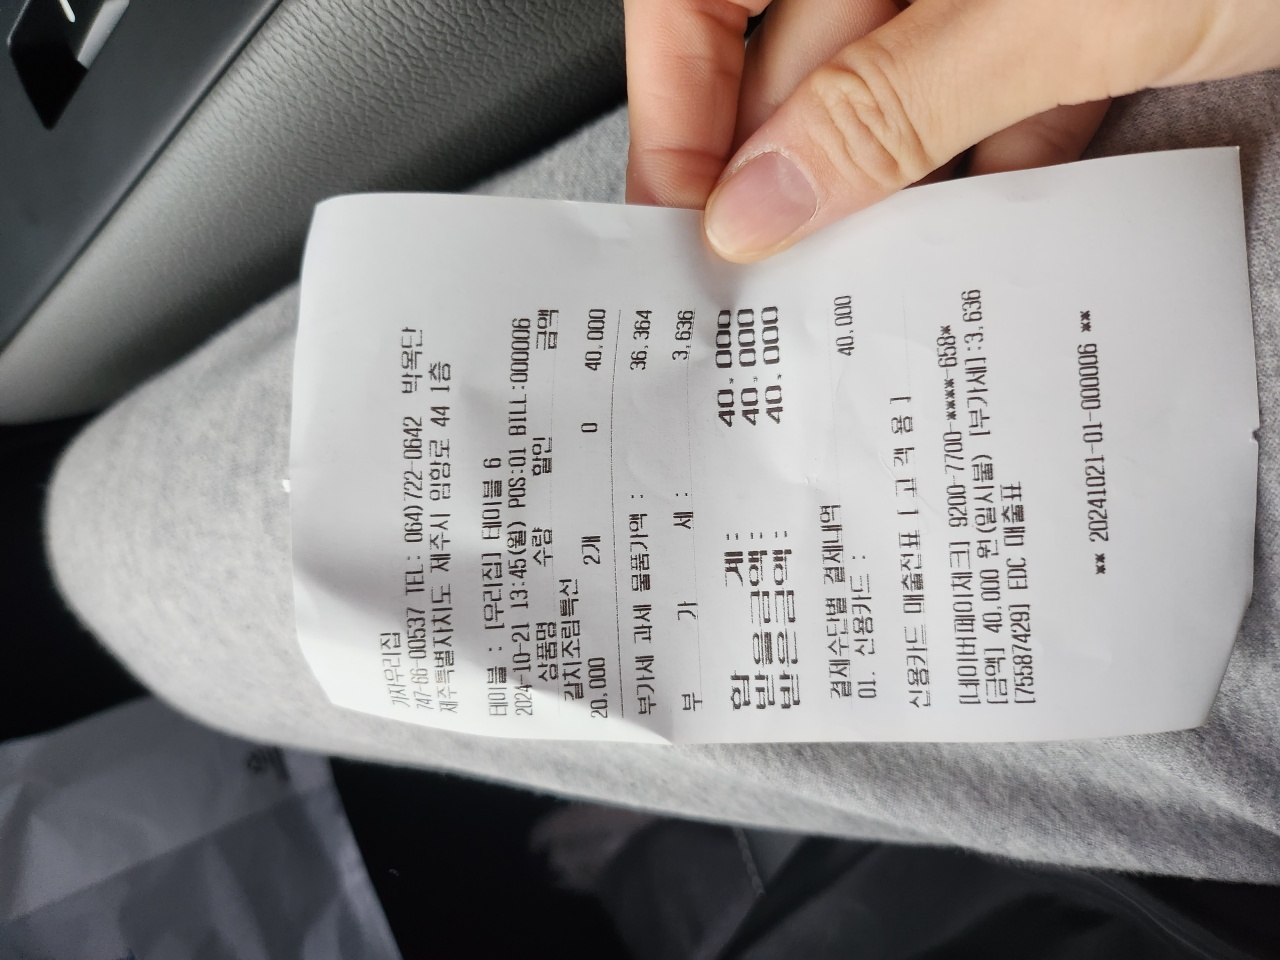 가자우리집
747-66-00537 TEL: 064)722-0642 박옥단
제주특별자치도 제주시 임항로 44 1층
테이블 : [우리집] 테이블 6
2024-10-21 13:45(월) POS:01 BILL:000006
상품명 수량 할인 금액
갈치조림특선
20,000 2개 0 40,000
부가세 과세 물품가액 : 36,364
부 가 세 : 3,636
합 계 : 40,000
받을금액 : 40,000
받은금액 : 40,000
결제수단별 결제내역
01. 신용카드 : 40,000
신용카드 매출전표 [ 고 객 용 ]
[네이버페이체크] 9200-7700-****-658*
[금액] 40,000 원(일시불) [부가세]:3,636
[75587429] EDC 매출표
** 20241021-01-000006 **